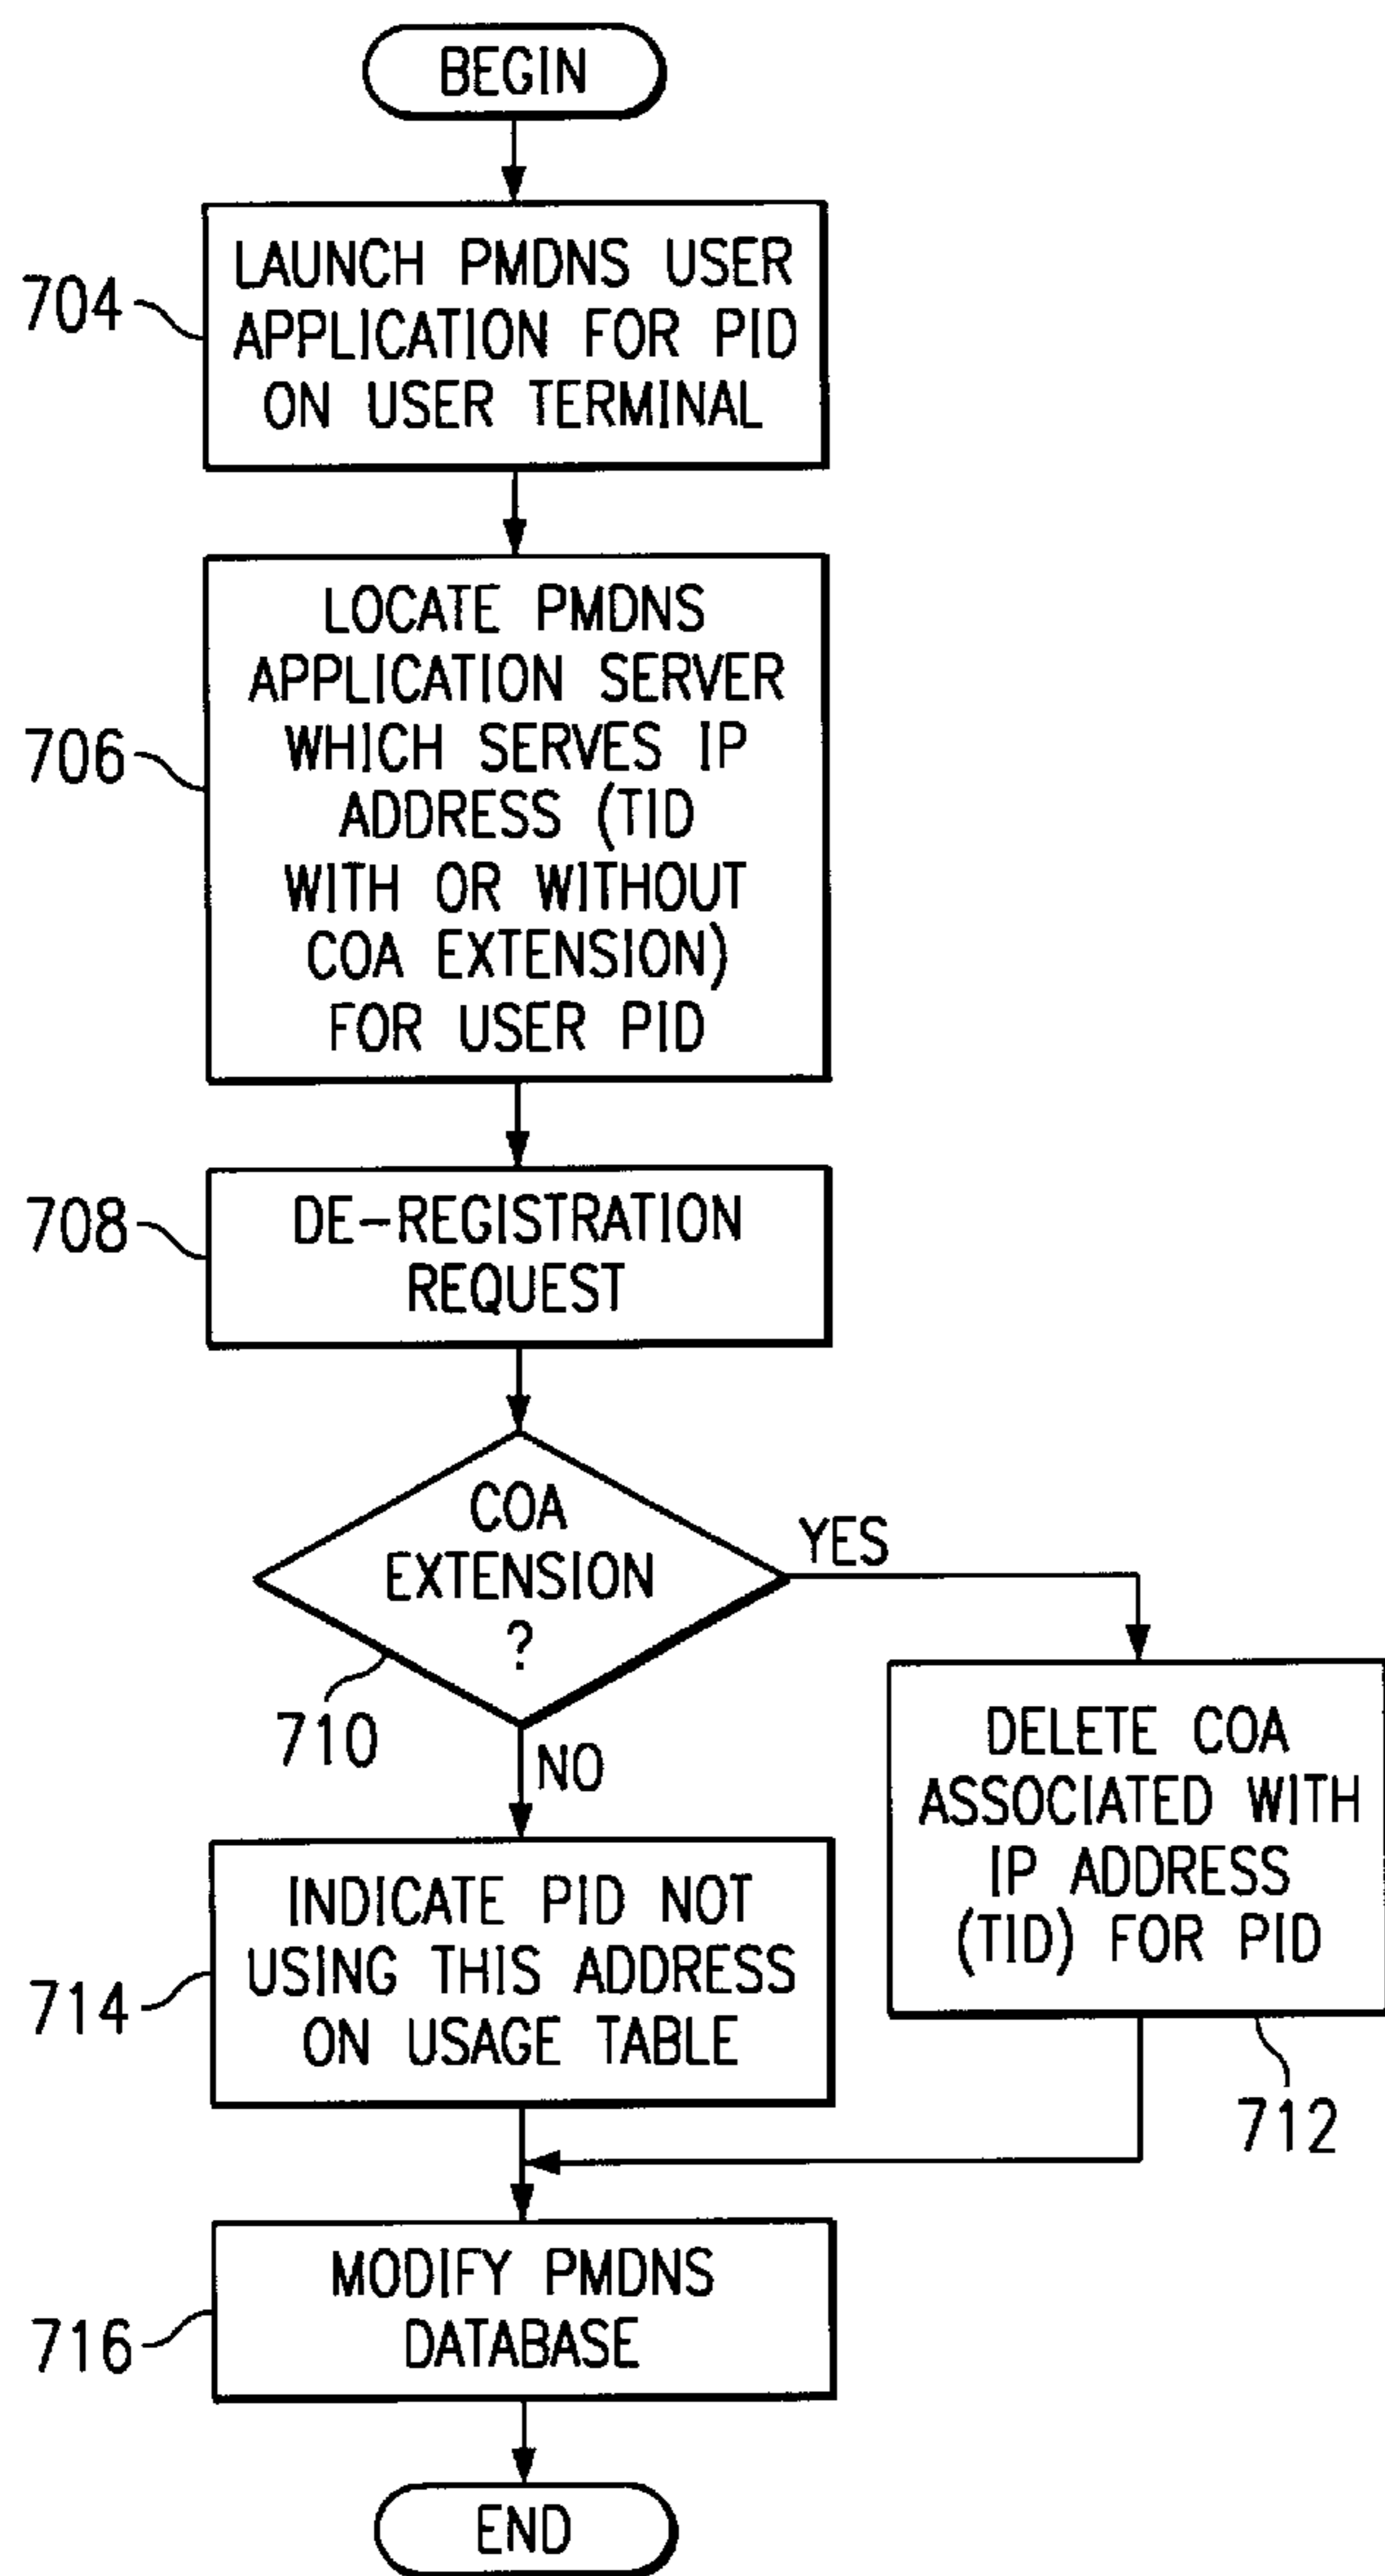 BEGIN
704
LAUNCH PMDNS USER
APPLICATION FOR PID
ON USER TERMINAL
706
LOCATE PMDNS
APPLICATION SERVER
WHICH SERVES IP
ADDRESS (TID
WITH OR WITHOUT
COA EXTENSION)
FOR USER PID
708
DE-REGISTRATION
REQUEST
COA
EXTENSION
?
710
YES
NO
DELETE COA
ASSOCIATED WITH
IP ADDRESS
(TID) FOR PID
712
714
INDICATE PID NOT
USING THIS ADDRESS
ON USAGE TABLE
716
MODIFY PMDNS
DATABASE
END